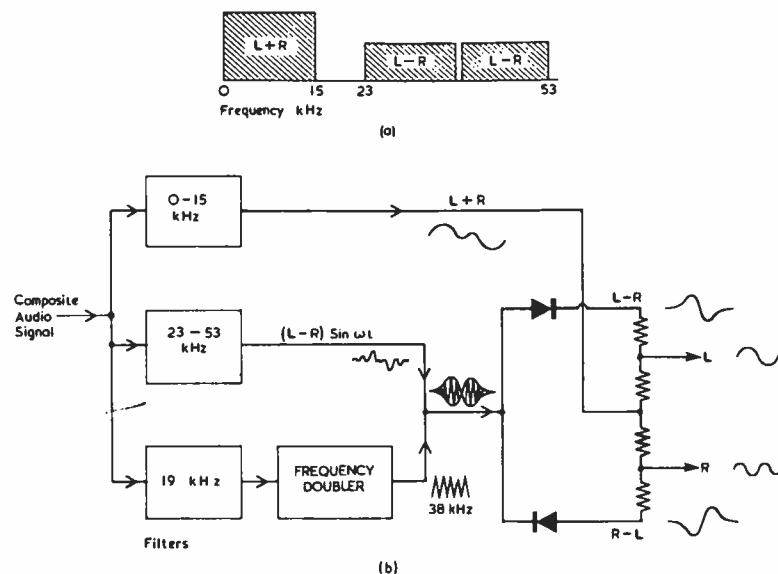 L+R
L−R
L−R
0
15
23
53
Frequency kHz
(a)
0–15
kHz
L+R
Composite
Audio
Signal
23–53
kHz
(L−R) Sin ωt
L−R
L
19 kHz
FREQUENCY
DOUBLER
38 kHz
R
R−L
Filters
(b)